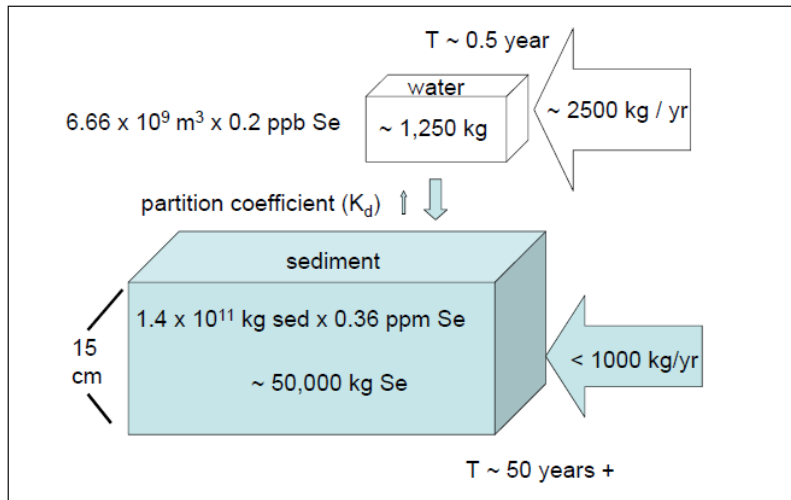 T ~ 0.5 year
water
6.66 x 10⁹ m³ x 0.2 ppb Se
~ 1,250 kg
~ 2500 kg / yr
partition coefficient (K_d)
sediment
1.4 x 10¹¹ kg sed x 0.36 ppm Se
15
cm
< 1000 kg/yr
~ 50,000 kg Se
T ~ 50 years +